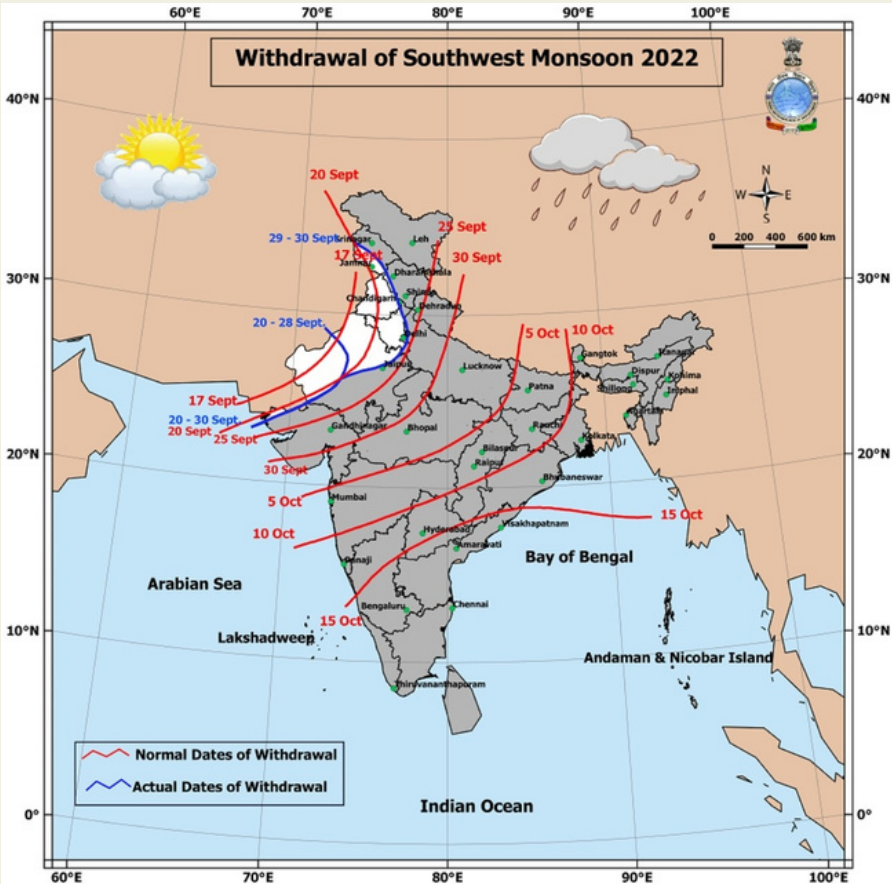 60°E 70°E 80°E 90°E 100°E
Withdrawal of Southwest Monsoon 2022
40°N 40°N
N
W E
S
0 200 400 600 km
20 Sept
25 Sept
29 - 30 Sept
Srinagar
Leh
17 Sept
30 Sept
Jammu
Dharamshala
30°N 30°N
Shimla
Chandigarh
Dehradun
20 - 28 Sept
5 Oct 10 Oct
Delhi
Gangtok
Itanagar
Jaipur
Lucknow
Dispur
Kohima
Patna
Shillong
Imphal
17 Sept
20 - 30 Sept
Agartala
20 Sept
25 Sept
Gandhinagar
Bhopal
Ranchi
Kolkata
20°N 20°N
30 Sept
Bilaspur
Raipur
Bhubaneswar
5 Oct
Mumbai
15 Oct
10 Oct
Hyderabad
Visakhapatnam
Amaravati
Bay of Bengal
Panaji
Arabian Sea
Bengaluru
Chennai
15 Oct
10°N 10°N
Lakshadweep
Andaman & Nicobar Island
Thiruvananthapuram
Normal Dates of Withdrawal
Actual Dates of Withdrawal
Indian Ocean
0° 0°
60°E 70°E 80°E 90°E 100°E